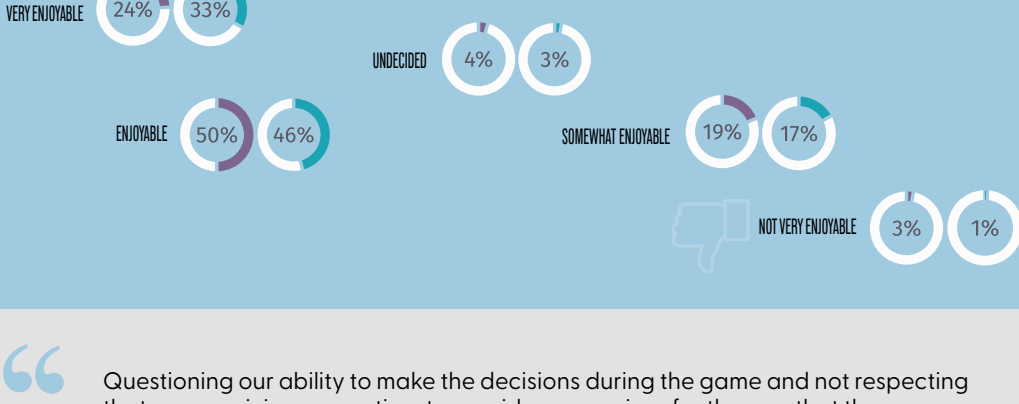 VERY ENJOYABLE 24% 33%
UNDECIDED 4% 3%
ENJOYABLE 50% 46%
SOMEWHAT ENJOYABLE 19% 17%
NOT VERY ENJOYABLE 3% 1%
“
Questioning our ability to make the decisions during the game and not respecting